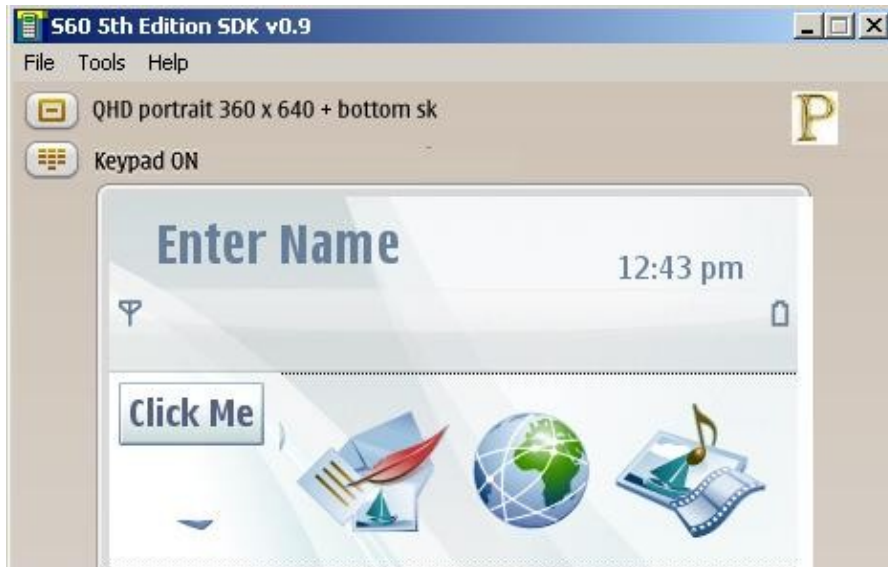 S60 5th Edition SDK v0.9
File Tools Help
QHD portrait 360 x 640 + bottom sk
P
Keypad ON
Enter Name
12:43 pm
Click Me